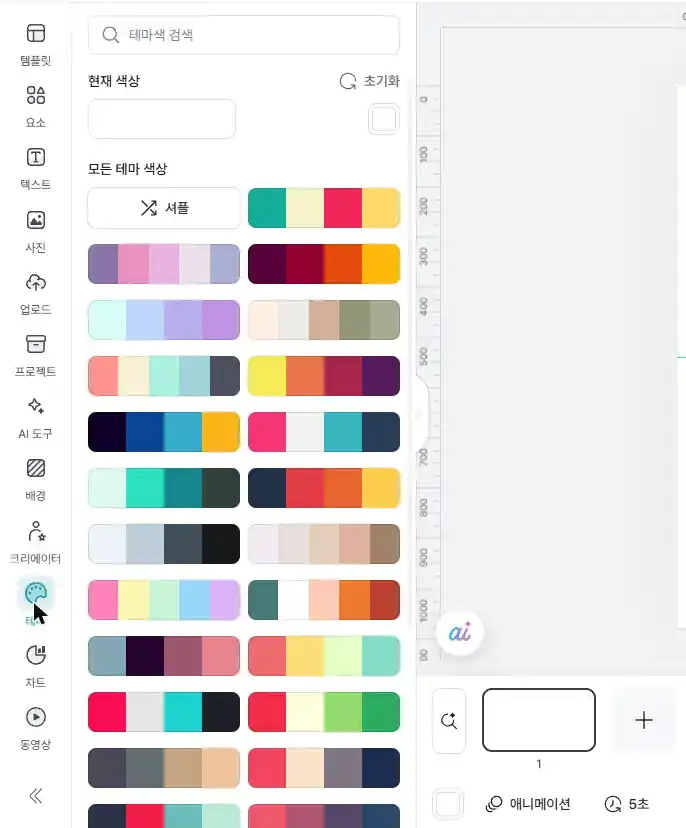 템플릿
요소
텍스트
사진
업로드
프로젝트
AI 도구
배경
크리에이터
차트
동영상
테마색 검색
현재 색상
초기화
모든 테마 색상
셔플
0
100
200
300
400
500
700
800
900
1000
00
ai
1
애니메이션
5초